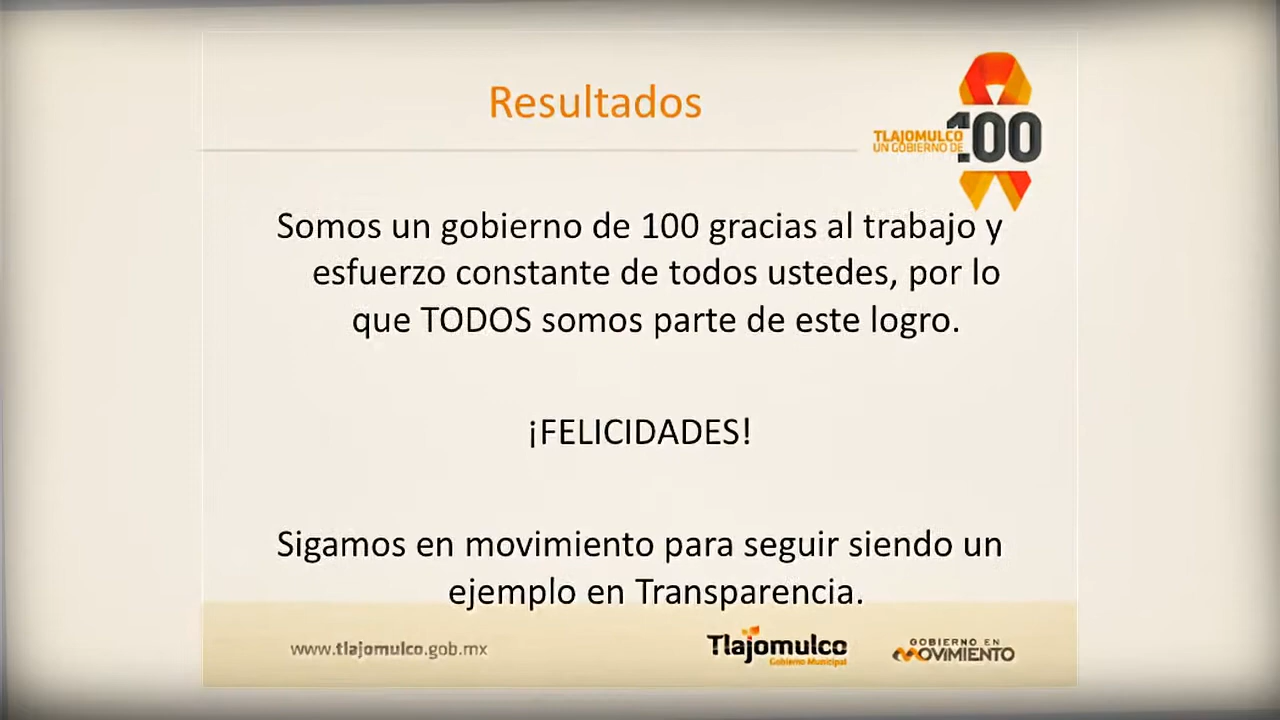 Resultados
TLAJOMULCO
UN GOBIERNO DE
100
Somos un gobierno de 100 gracias al trabajo y
esfuerzo constante de todos ustedes, por lo
que TODOS somos parte de este logro.
¡FELICIDADES!
Sigamos en movimiento para seguir siendo un
ejemplo en Transparencia.
www.tlajomulco.gob.mx
Tlajomulco
Gobierno Municipal
GOBIERNO EN
MOVIMIENTO